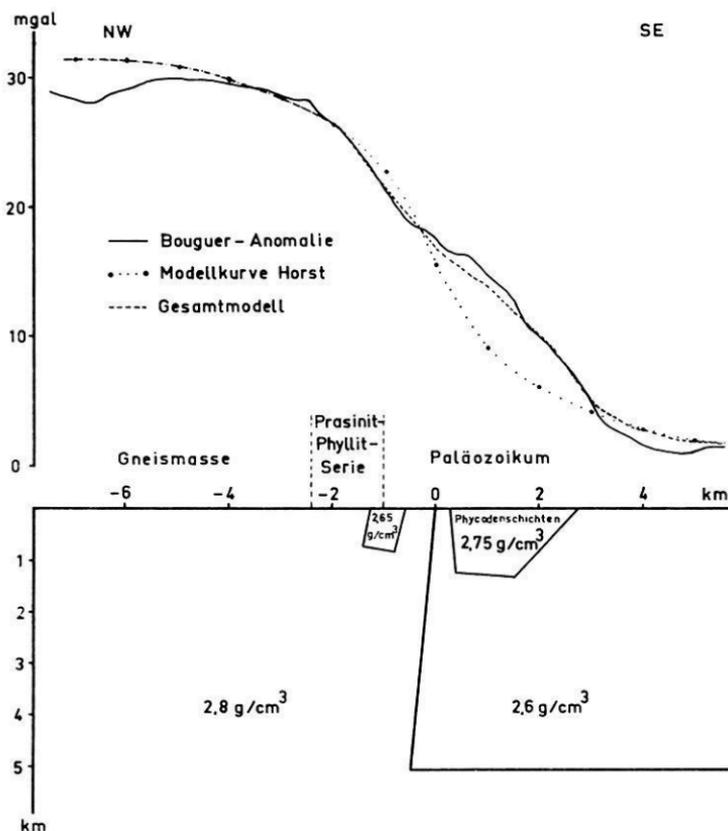 mgal
NW
SE
30
20
10
0
Bouguer-Anomalie
Modellkurve Horst
Gesamtmodell
Prasinit-
Phyllit-
Serie
Gneismasse
Paläozoikum
-6
-4
-2
0
2
4
km
2,65
g/cm³
Phycodenschichten
2,75 g/cm³
1
2
3
4
5
km
2,8 g/cm³
2,6 g/cm³